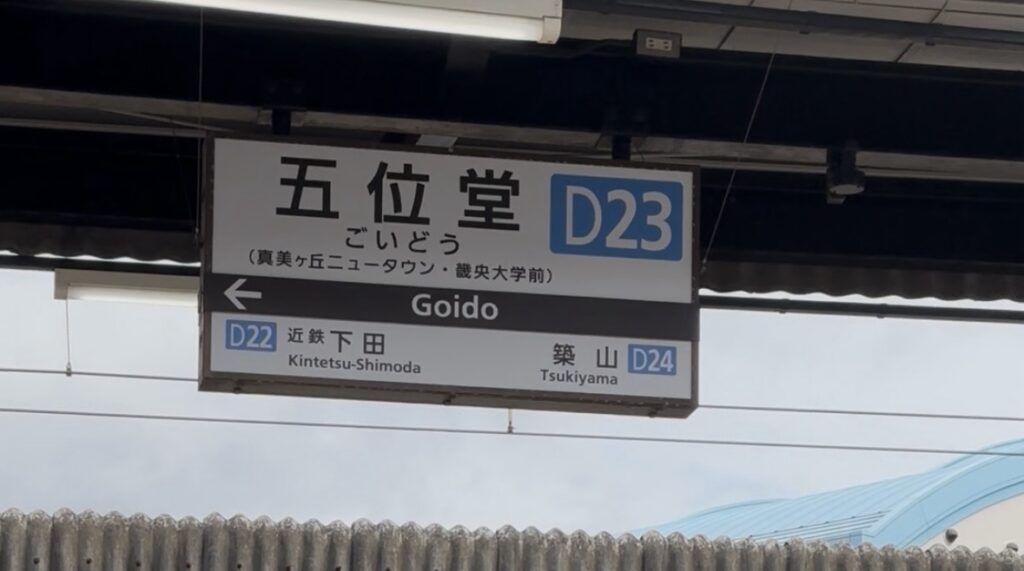 五位堂 D23
ごいどう
(真美ヶ丘ニュータウン・畿央大学前)
← Goido
D22 近鉄下田 築山 D24
Kintetsu-Shimoda Tsukiyama